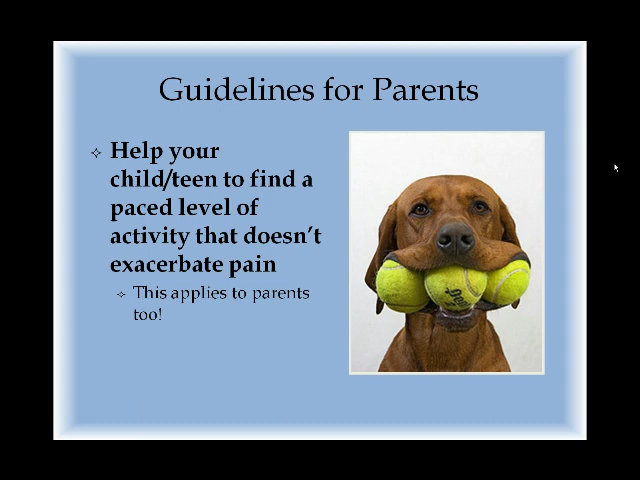 Guidelines for Parents
Help your
child/teen to find a
paced level of
activity that doesn’t
exacerbate pain
This applies to parents
too!